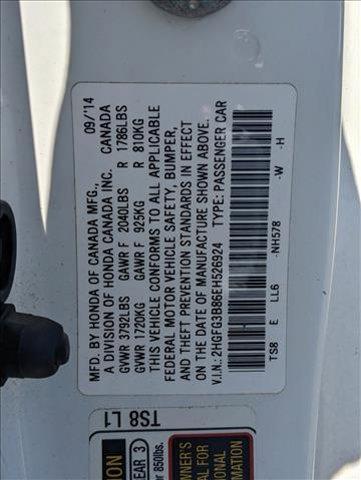 MFD. BY HONDA OF CANADA MFG., 09/'14
A DIVISION OF HONDA CANADA INC. CANADA
GVWR 3792LBS GAWR F 2040LBS R 1786LBS
GVWR 1720KG GAWR F 925KG R 810KG
THIS VEHICLE CONFORMS TO ALL APPLICABLE
FEDERAL MOTOR VEHICLE SAFETY, BUMPER,
AND THEFT PREVENTION STANDARDS IN EFFECT
ON THE DATE OF MANUFACTURE SHOWN ABOVE.
V.I.N.: 2HGFG3B86EH526924 TYPE: PASSENGER CAR
TS8 E LL6 -NH578 -W -H
TS8 L1
EAR 3)
850lbs.